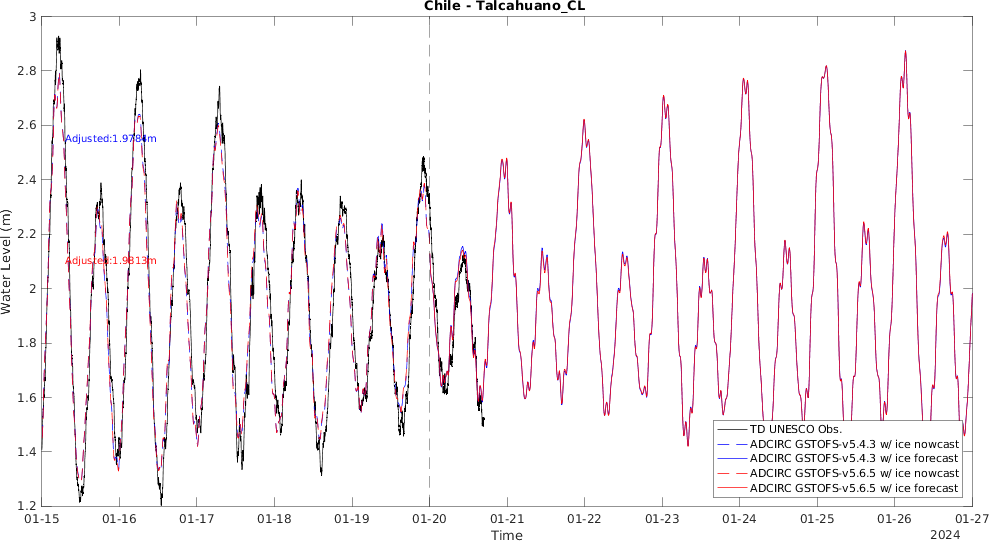 Chile - Talcahuano_CL
3
2.8
2.6
2.4
2.2
2
1.8
1.6
1.4
1.2
Water Level (m)
Adjusted:1.9784m
Adjusted:1.9813m
TD UNESCO Obs.
ADCIRC GSTOFS-v5.4.3 w/ ice nowcast
ADCIRC GSTOFS-v5.4.3 w/ ice forecast
ADCIRC GSTOFS-v5.6.5 w/ ice nowcast
ADCIRC GSTOFS-v5.6.5 w/ ice forecast
01-15 01-16 01-17 01-18 01-19 01-20 01-21 01-22 01-23 01-24 01-25 01-26 01-27
Time
2024